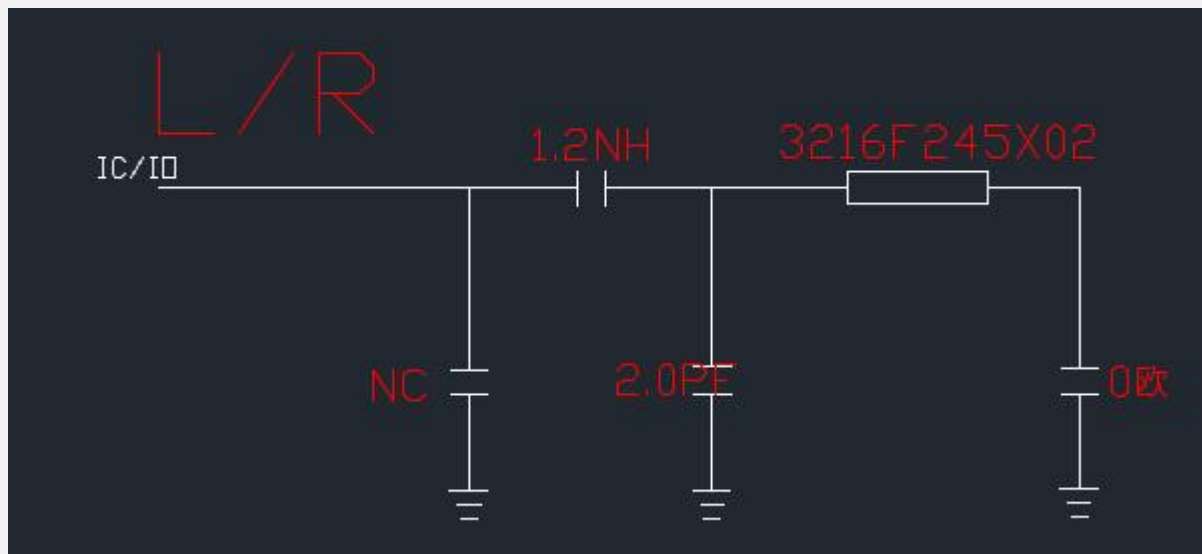 L/R
IC/IO
1.2NH
3216F245X02
NC
2.0PF
0欧